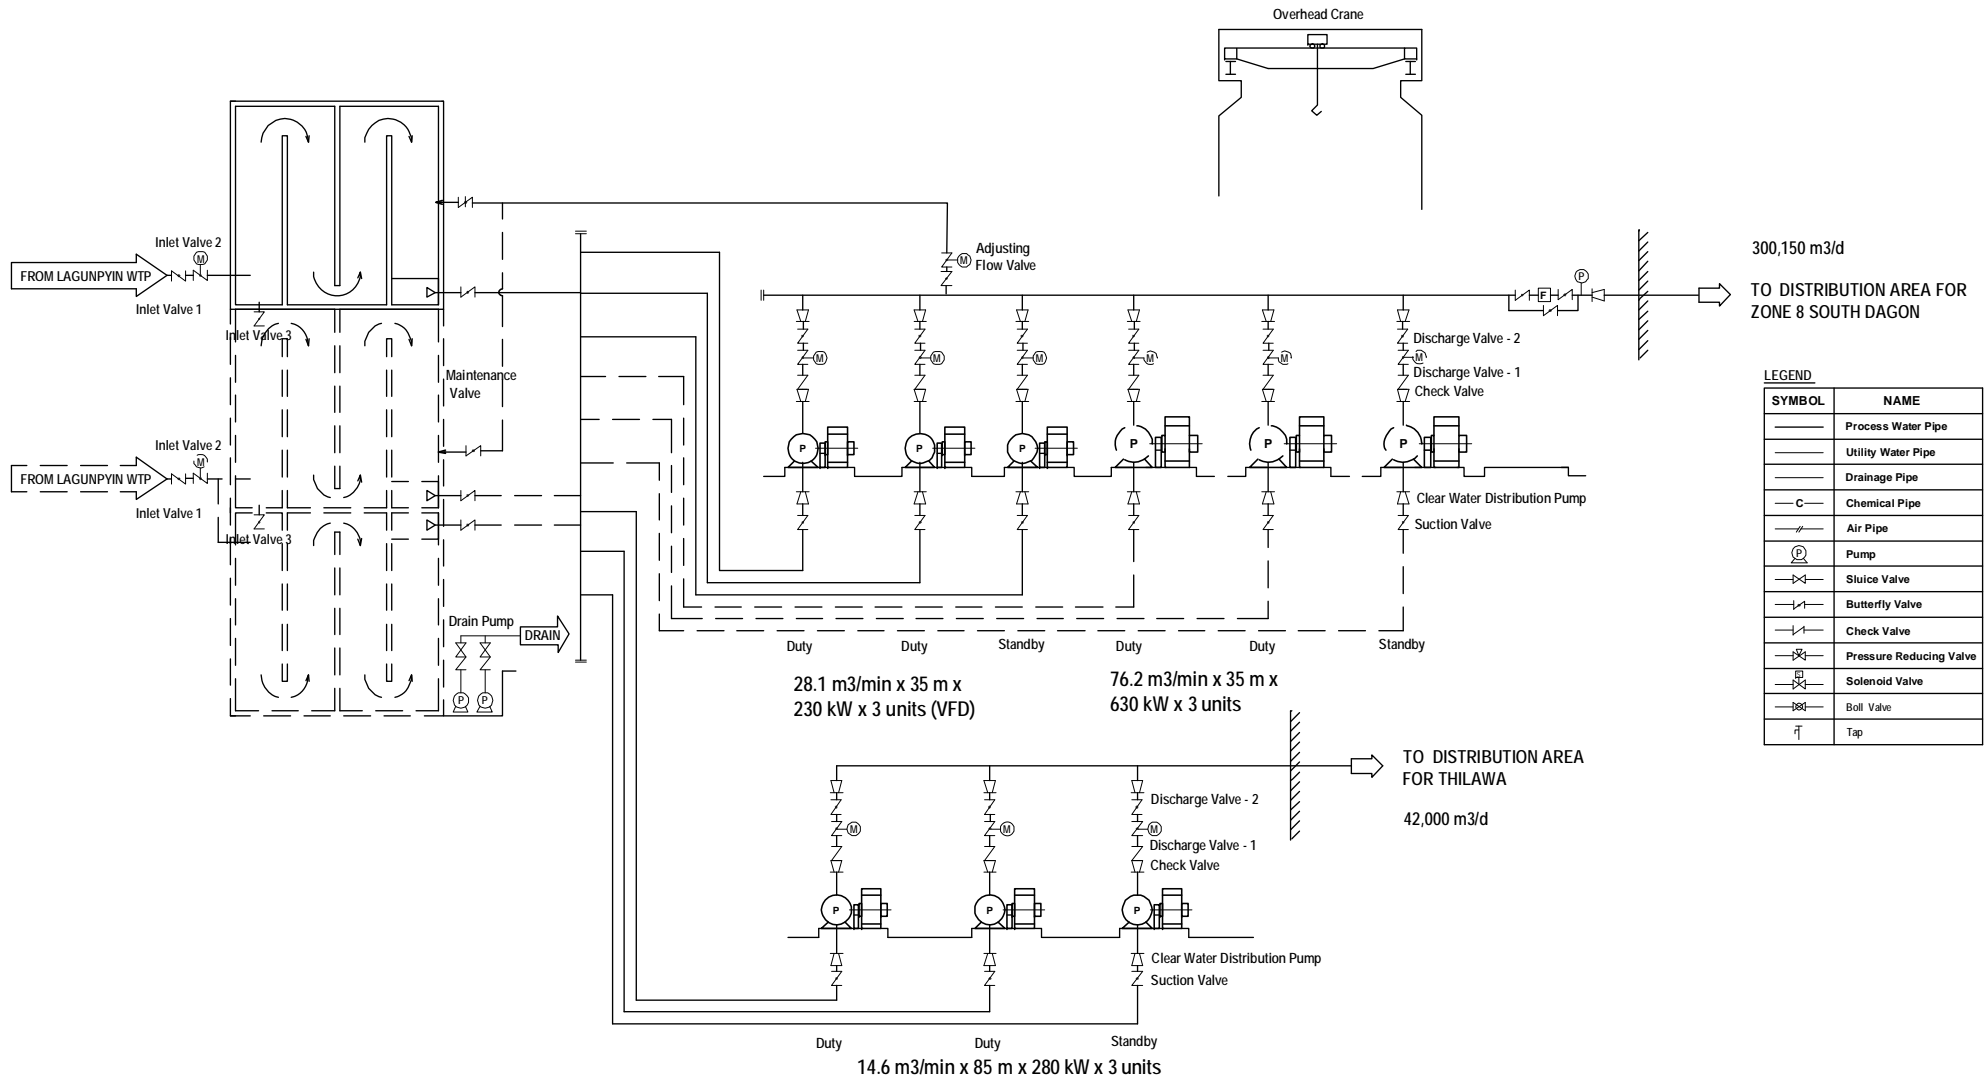 Overhead Crane
Inlet Valve 2
M
FROM LAGUNPYIN WTP
Inlet Valve 1
Inlet Valve 3
Maintenance
Valve
Inlet Valve 2
M
FROM LAGUNPYIN WTP
Inlet Valve 1
Inlet Valve 3
Drain Pump
DRAIN
P
P
M
Adjusting
Flow Valve
P
F
300,150 m3/d
TO DISTRIBUTION AREA FOR
ZONE 8 SOUTH DAGON
M
M
M
M
M
M
Discharge Valve - 2
Discharge Valve - 1
Check Valve
P
P
P
P
P
P
Clear Water Distribution Pump
Suction Valve
Duty
Duty
Standby
Duty
Duty
Standby
28.1 m3/min x 35 m x
230 kW x 3 units (VFD)
76.2 m3/min x 35 m x
630 kW x 3 units
TO DISTRIBUTION AREA
FOR THILAWA
42,000 m3/d
M
M
M
Discharge Valve - 2
Discharge Valve - 1
Check Valve
P
P
P
Clear Water Distribution Pump
Suction Valve
Duty
Duty
Standby
14.6 m3/min x 85 m x 280 kW x 3 units
LEGEND
SYMBOL NAME
Process Water Pipe
Utility Water Pipe
Drainage Pipe
C Chemical Pipe
Air Pipe
P Pump
Sluice Valve
Butterfly Valve
Check Valve
Pressure Reducing Valve
S Solenoid Valve
Boll Valve
Tap